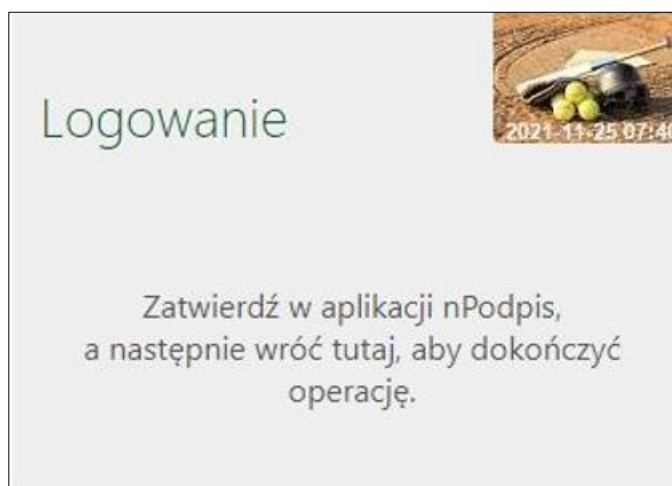 Logowanie
2021-11-25 07:40
Zatwierdź w aplikacji nPodpis,
a następnie wróć tutaj, aby dokończyć
operację.